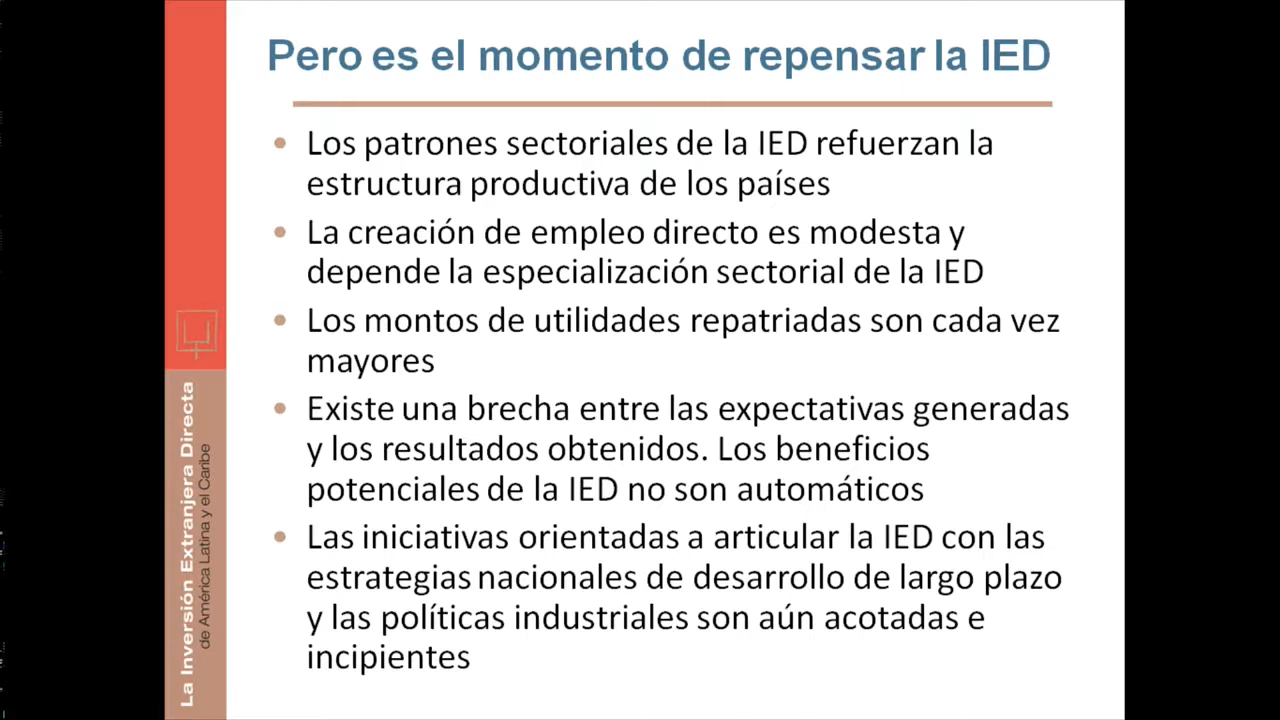 Pero es el momento de repensar la IED
Los patrones sectoriales de la IED refuerzan la
estructura productiva de los países
La creación de empleo directo es modesta y
depende la especialización sectorial de la IED
Los montos de utilidades repatriadas son cada vez
mayores
Existe una brecha entre las expectativas generadas
y los resultados obtenidos. Los beneficios
potenciales de la IED no son automáticos
Las iniciativas orientadas a articular la IED con las
estrategias nacionales de desarrollo de largo plazo
y las políticas industriales son aún acotadas e
incipientes
La Inversión Extranjera Directa
de América Latina y el Caribe